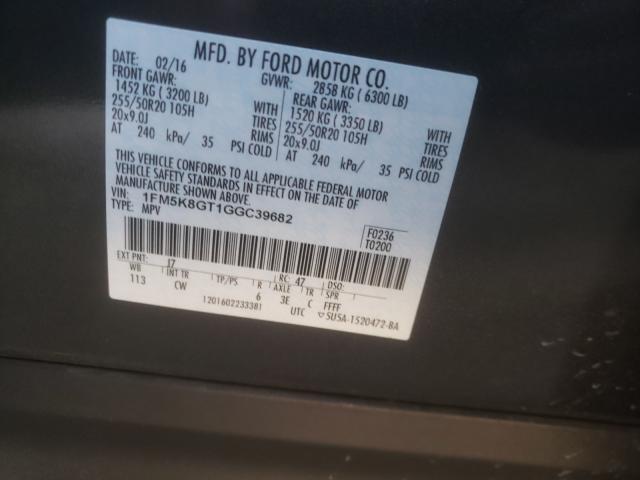 MFD. BY FORD MOTOR CO.
DATE: 02/16 GVWR: 2858 KG ( 6300 LB)
FRONT GAWR: REAR GAWR:
1452 KG ( 3200 LB) WITH 1520 KG ( 3350 LB) WITH
255/50R20 105H TIRES 255/50R20 105H TIRES
20x9.0J RIMS 20x9.0J RIMS
AT 240 kPa/ 35 PSI COLD AT 240 kPa/ 35 PSI COLD
THIS VEHICLE CONFORMS TO ALL APPLICABLE FEDERAL MOTOR
VEHICLE SAFETY STANDARDS IN EFFECT ON THE DATE OF
MANUFACTURE SHOWN ABOVE.
VIN: 1FM5K8GT1GGC39682
TYPE: MPV
F0236
T0200
EXT PNT: J7 RC: 47 DSO:
WB INT TR TP/PS R AXLE TR SPR
113 CW 6 3E C FFFF
1201602233381 UTC 5U5A-1520472-BA